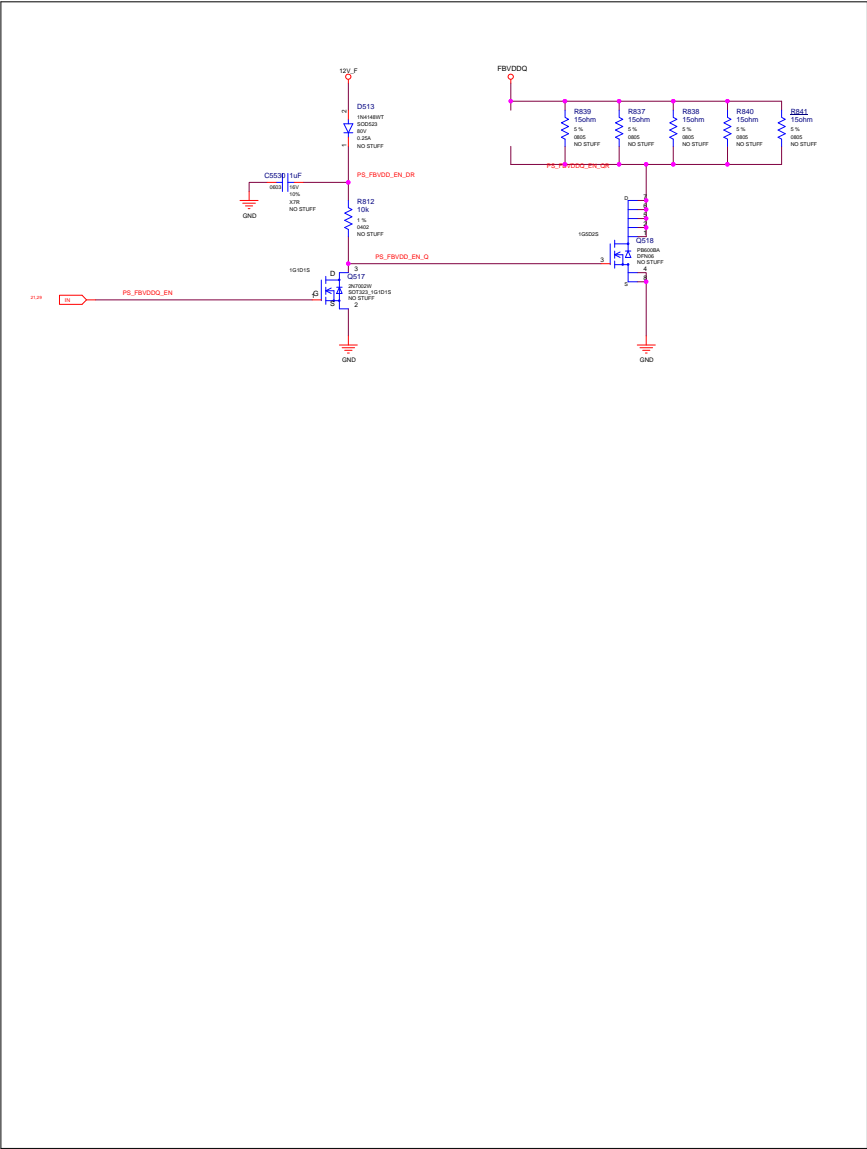 12V_F
FBVDDQ
D513
1N4148WT
SOD523
80V
0.25A
NO STUFF
2
1
R839
15ohm
5 %
0805
NO STUFF
R837
15ohm
5 %
0805
NO STUFF
R838
15ohm
5 %
0805
NO STUFF
R840
15ohm
5 %
0805
NO STUFF
R841
15ohm
5 %
0805
NO STUFF
PS_FBVDD_EN_DR
PS_FBVDDQ_EN_QR
C5530 1uF
0603 16V
10%
X7R
NO STUFF
GND
R812
10k
1 %
0402
NO STUFF
PS_FBVDD_EN_Q
1G1D1S
D
3
Q517
2N7002W
SOT323_1G1D1S
NO STUFF
G
1
S
2
GND
IN
PS_FBVDDQ_EN
1G5D2S
D
Q518
PB600BA
DFN06
NO STUFF
3
4
S
GND